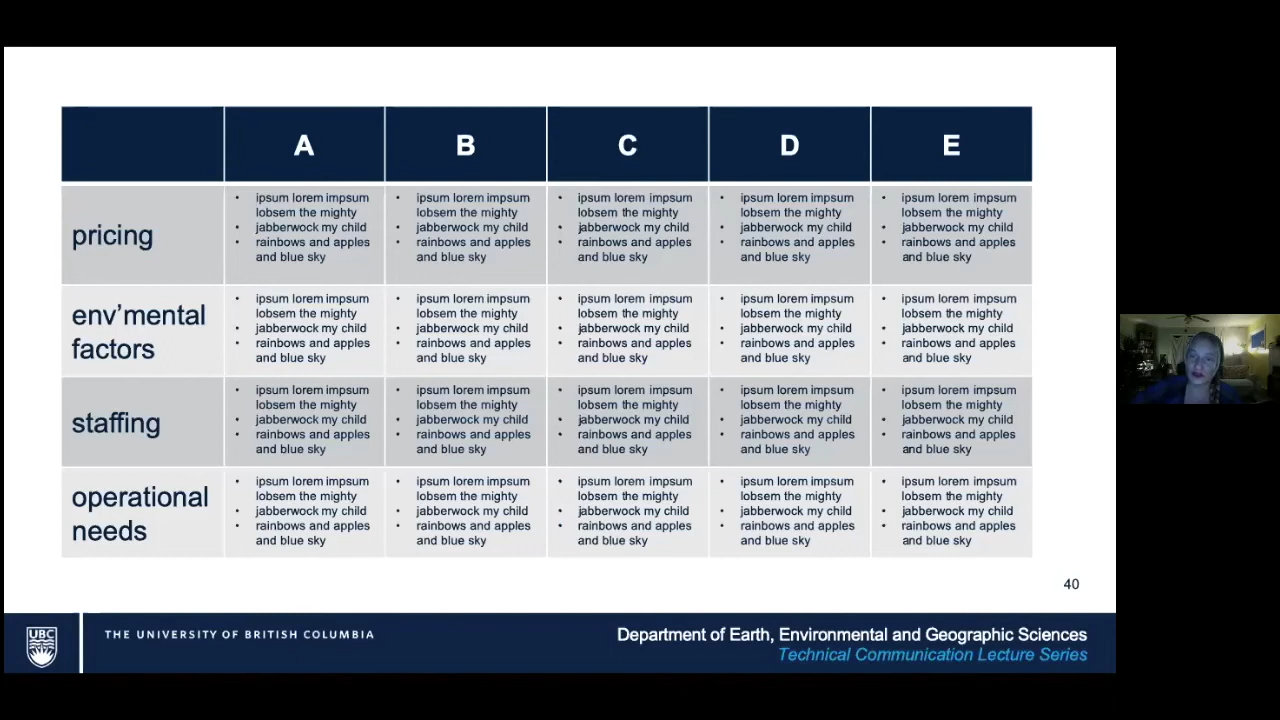 A B C D E
pricing
• ipsum lorem impsum
lobsem the mighty
• jabberwock my child
• rainbows and apples
and blue sky
• ipsum lorem impsum
lobsem the mighty
• jabberwock my child
• rainbows and apples
and blue sky
• ipsum lorem impsum
lobsem the mighty
• jabberwock my child
• rainbows and apples
and blue sky
• ipsum lorem impsum
lobsem the mighty
• jabberwock my child
• rainbows and apples
and blue sky
• ipsum lorem impsum
lobsem the mighty
• jabberwock my child
• rainbows and apples
and blue sky
env’mental
factors
• ipsum lorem impsum
lobsem the mighty
• jabberwock my child
• rainbows and apples
and blue sky
• ipsum lorem impsum
lobsem the mighty
• jabberwock my child
• rainbows and apples
and blue sky
• ipsum lorem impsum
lobsem the mighty
• jabberwock my child
• rainbows and apples
and blue sky
• ipsum lorem impsum
lobsem the mighty
• jabberwock my child
• rainbows and apples
and blue sky
• ipsum lorem impsum
lobsem the mighty
• jabberwock my child
• rainbows and apples
and blue sky
staffing
• ipsum lorem impsum
lobsem the mighty
• jabberwock my child
• rainbows and apples
and blue sky
• ipsum lorem impsum
lobsem the mighty
• jabberwock my child
• rainbows and apples
and blue sky
• ipsum lorem impsum
lobsem the mighty
• jabberwock my child
• rainbows and apples
and blue sky
• ipsum lorem impsum
lobsem the mighty
• jabberwock my child
• rainbows and apples
and blue sky
• ipsum lorem impsum
lobsem the mighty
• jabberwock my child
• rainbows and apples
and blue sky
operational
needs
• ipsum lorem impsum
lobsem the mighty
• jabberwock my child
• rainbows and apples
and blue sky
• ipsum lorem impsum
lobsem the mighty
• jabberwock my child
• rainbows and apples
and blue sky
• ipsum lorem impsum
lobsem the mighty
• jabberwock my child
• rainbows and apples
and blue sky
• ipsum lorem impsum
lobsem the mighty
• jabberwock my child
• rainbows and apples
and blue sky
• ipsum lorem impsum
lobsem the mighty
• jabberwock my child
• rainbows and apples
and blue sky
40
UBC
THE UNIVERSITY OF BRITISH COLUMBIA
Department of Earth, Environmental and Geographic Sciences
Technical Communication Lecture Series